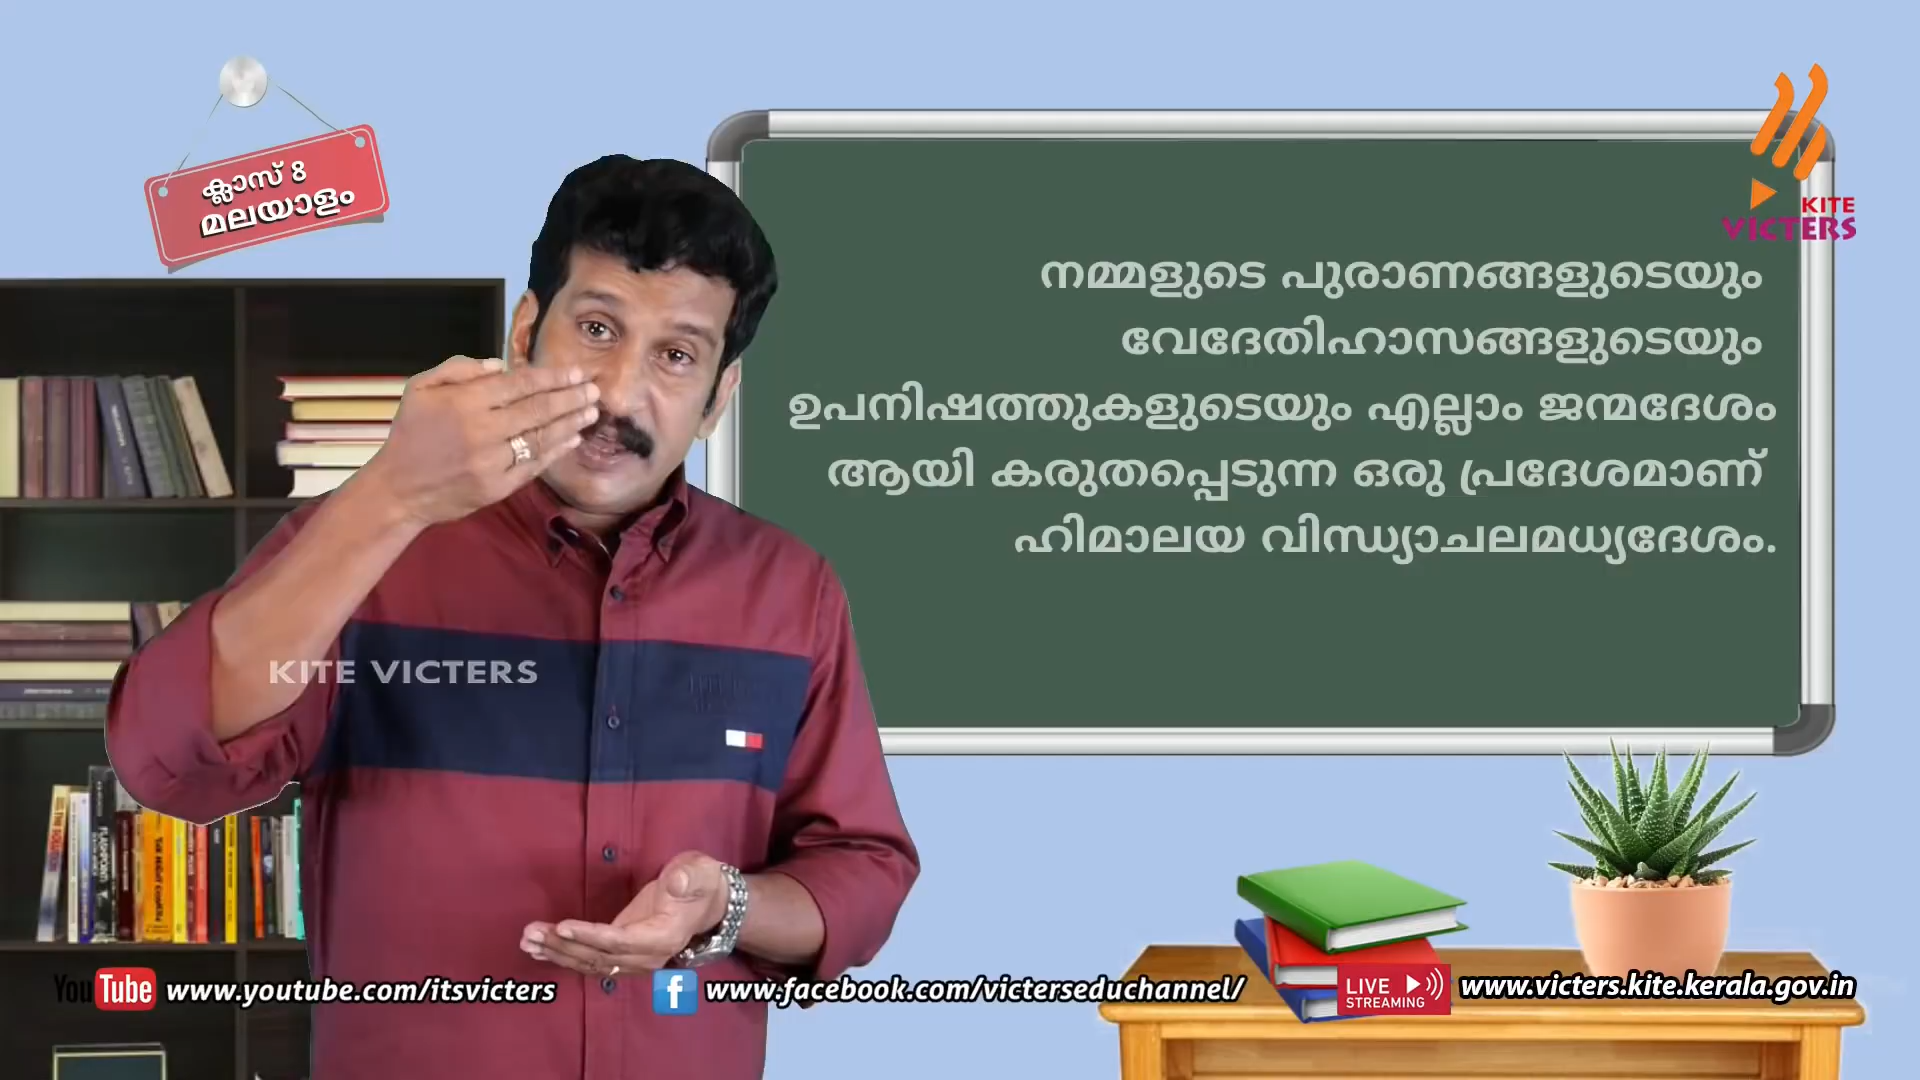 ക്ലാസ് 8
മലയാളം
KITE
VICTERS
നമ്മളുടെ പുരാണങ്ങളുടെയും
വേദേതിഹാസങ്ങളുടെയും
ഉപനിഷത്തുകളുടെയും എല്ലാം ജന്മദേശം
ആയി കരുതപ്പെടുന്ന ഒരു പ്രദേശമാണ്
ഹിമാലയ വിന്ധ്യാചലമധ്യദേശം.
KITE VICTERS
YouTube www.youtube.com/itsvicters
f www.facebook.com/victerseduchannel/
LIVE
STREAMING
www.victers.kite.kerala.gov.in